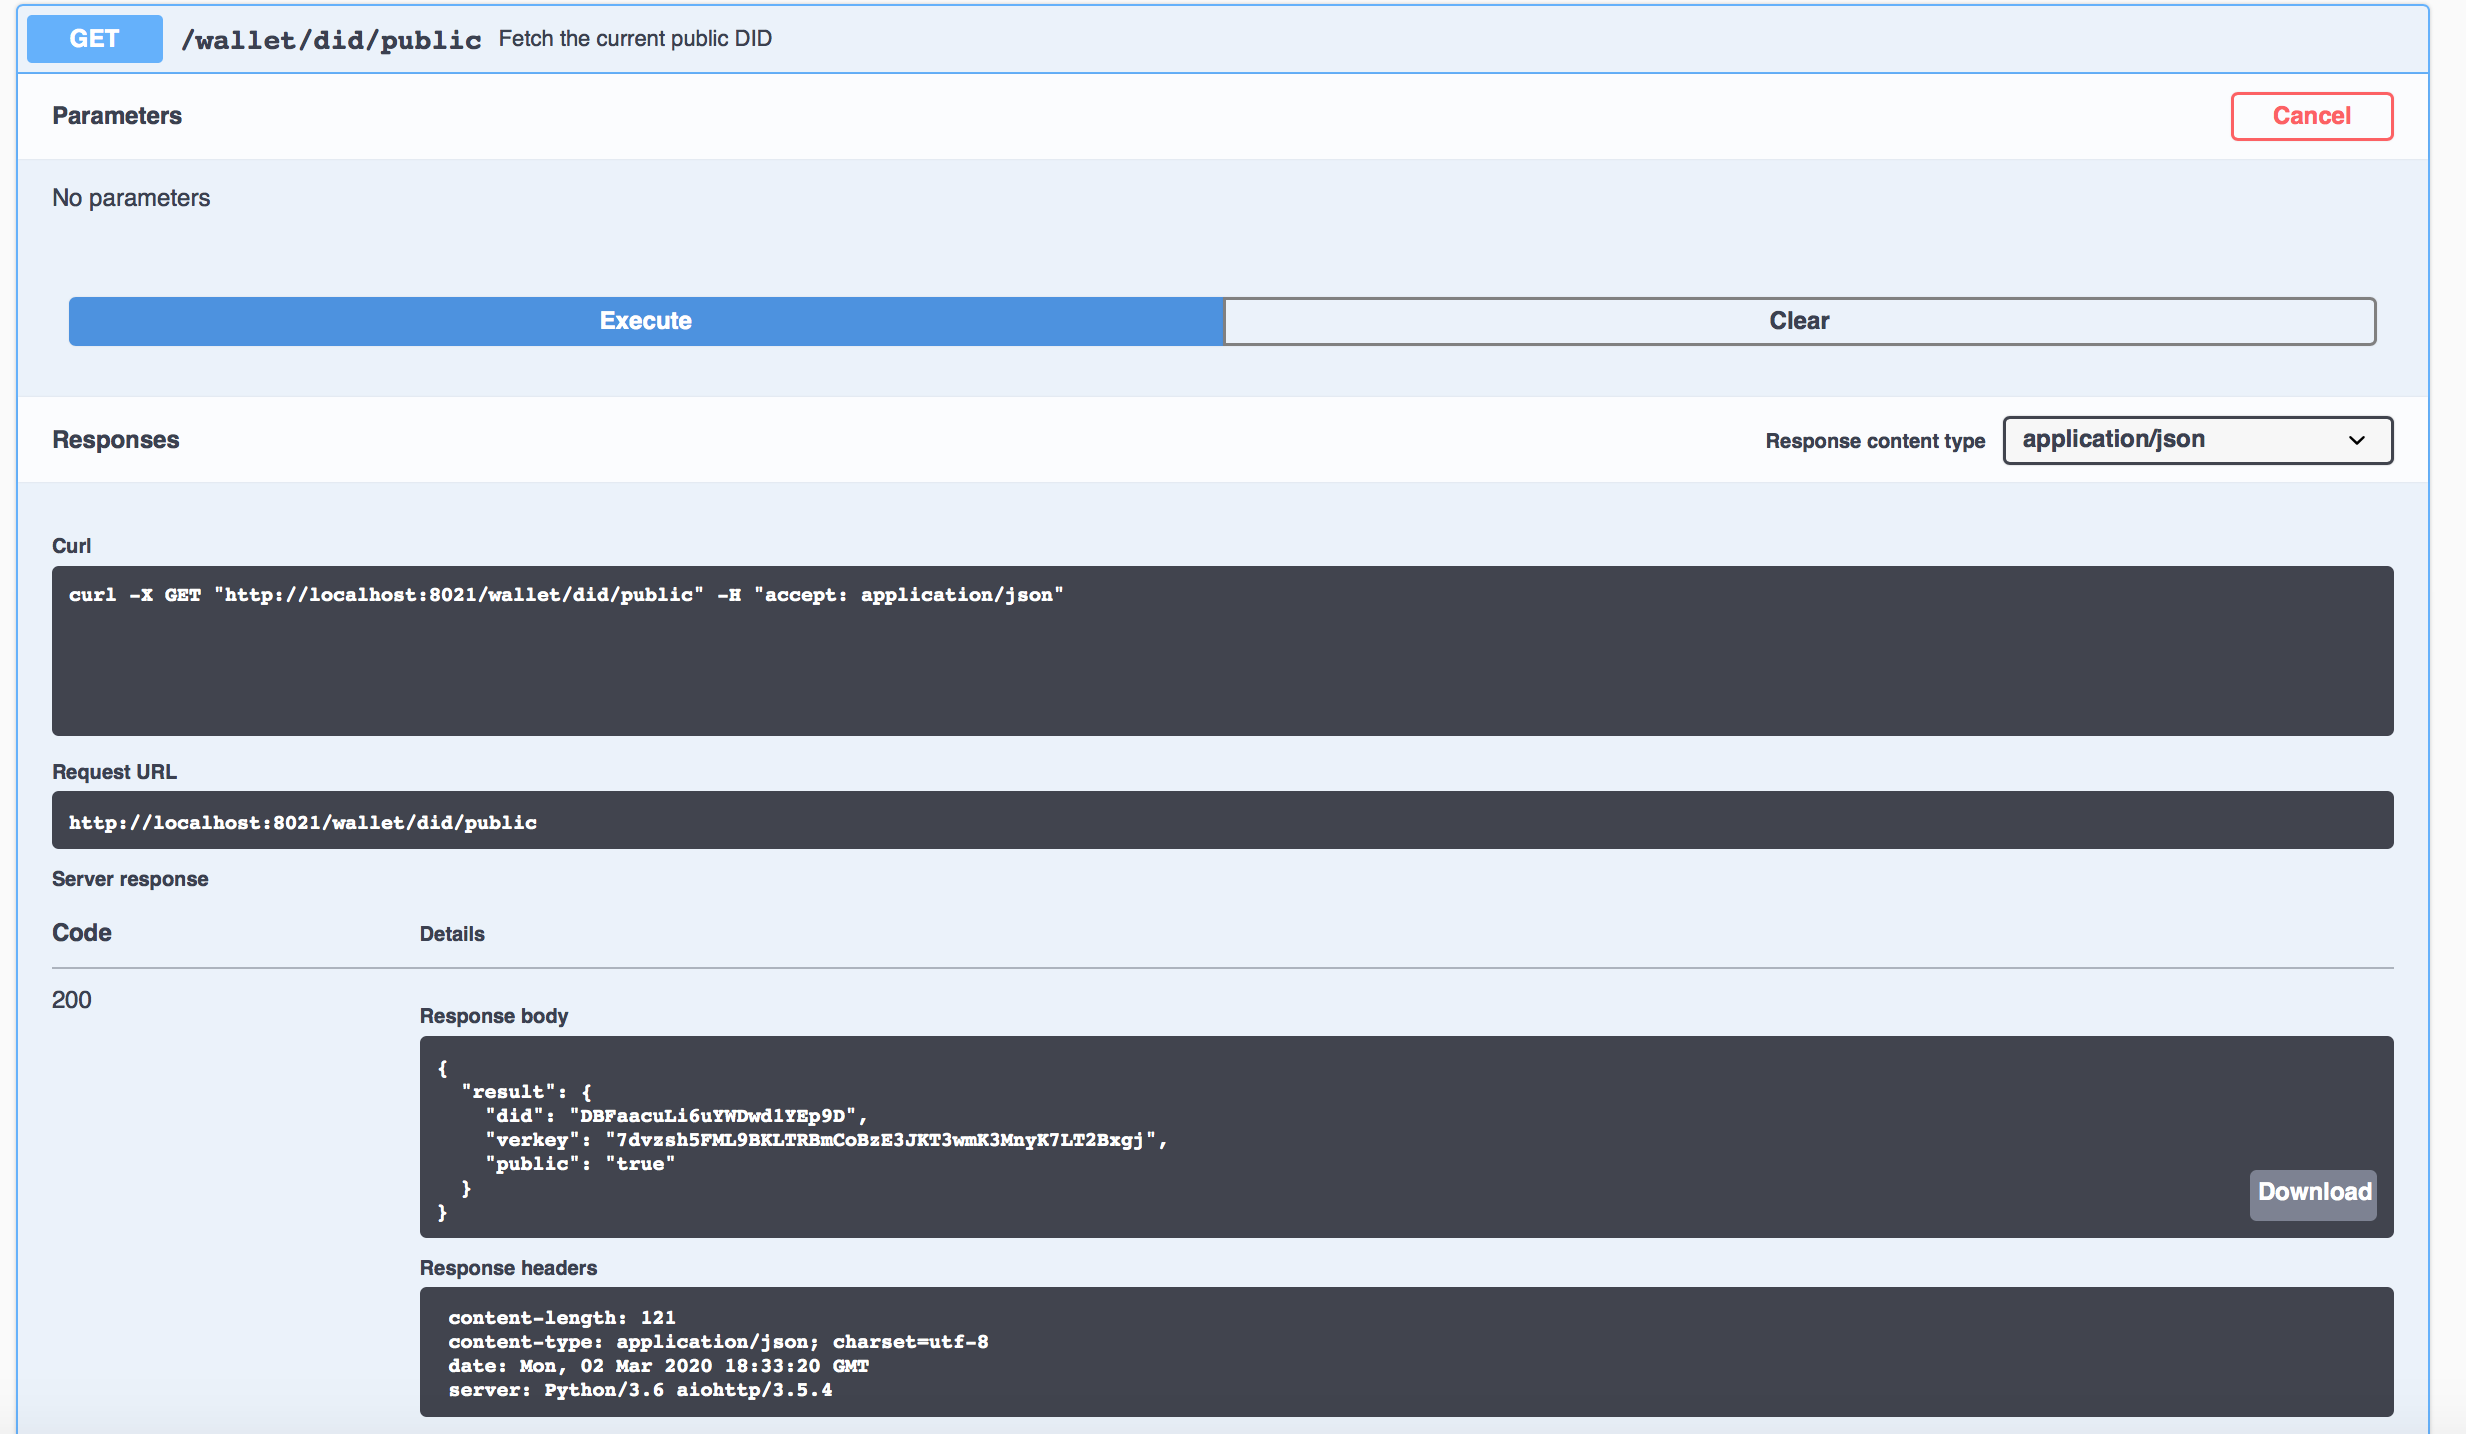 GET /wallet/did/public Fetch the current public DID
Parameters Cancel
No parameters
Execute Clear
Responses Response content type application/json
Curl
curl -X GET "http://localhost:8021/wallet/did/public" -H "accept: application/json"
Request URL
http://localhost:8021/wallet/did/public
Server response
Code Details
200
Response body
{
  "result": {
    "did": "DBFaacuLi6uYWDwd1YEp9D",
    "verkey": "7dvzsh5FML9BKLTRBmCoBzE3JKT3wmK3MnyK7LT2Bxgj",
    "public": "true"
  }
}
Download
Response headers
content-length: 121
content-type: application/json; charset=utf-8
date: Mon, 02 Mar 2020 18:33:20 GMT
server: Python/3.6 aiohttp/3.5.4